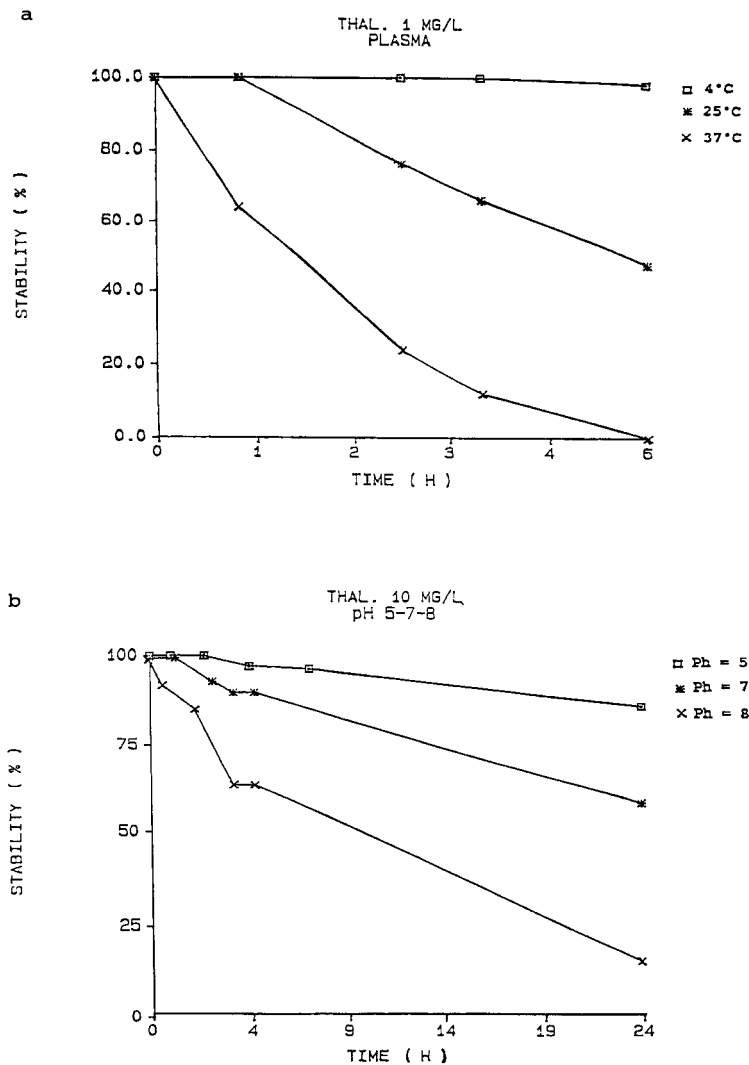 a
THAL. 1 MG/L
PLASMA
100.0
80.0
60.0
40.0
20.0
0.0
STABILITY ( % )
0 1 2 3 4 6
TIME ( H )
4°C
25°C
37°C
b
THAL. 10 MG/L
pH 5-7-8
100
75
50
25
0
STABILITY ( % )
0 4 9 14 19 24
TIME ( H )
Ph = 5
Ph = 7
Ph = 8